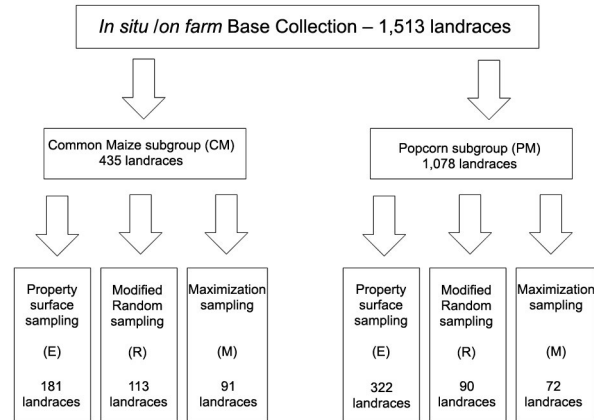 In situ /on farm Base Collection – 1,513 landraces
Common Maize subgroup (CM)
435 landraces
Popcorn subgroup (PM)
1,078 landraces
Property
surface
sampling
(E)
181
landraces
Modified
Random
sampling
(R)
113
landraces
Maximization
sampling
(M)
91
landraces
Property
surface
sampling
(E)
322
landraces
Modified
Random
sampling
(R)
90
landraces
Maximization
sampling
(M)
72
landraces